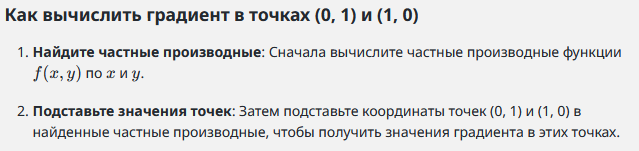 Как вычислить градиент в точках (0, 1) и (1, 0)
1. Найдите частные производные: Сначала вычислите частные производные функции
f(x, y) по x и y.
2. Подставьте значения точек: Затем подставьте координаты точек (0, 1) и (1, 0) в
найденные частные производные, чтобы получить значения градиента в этих точках.